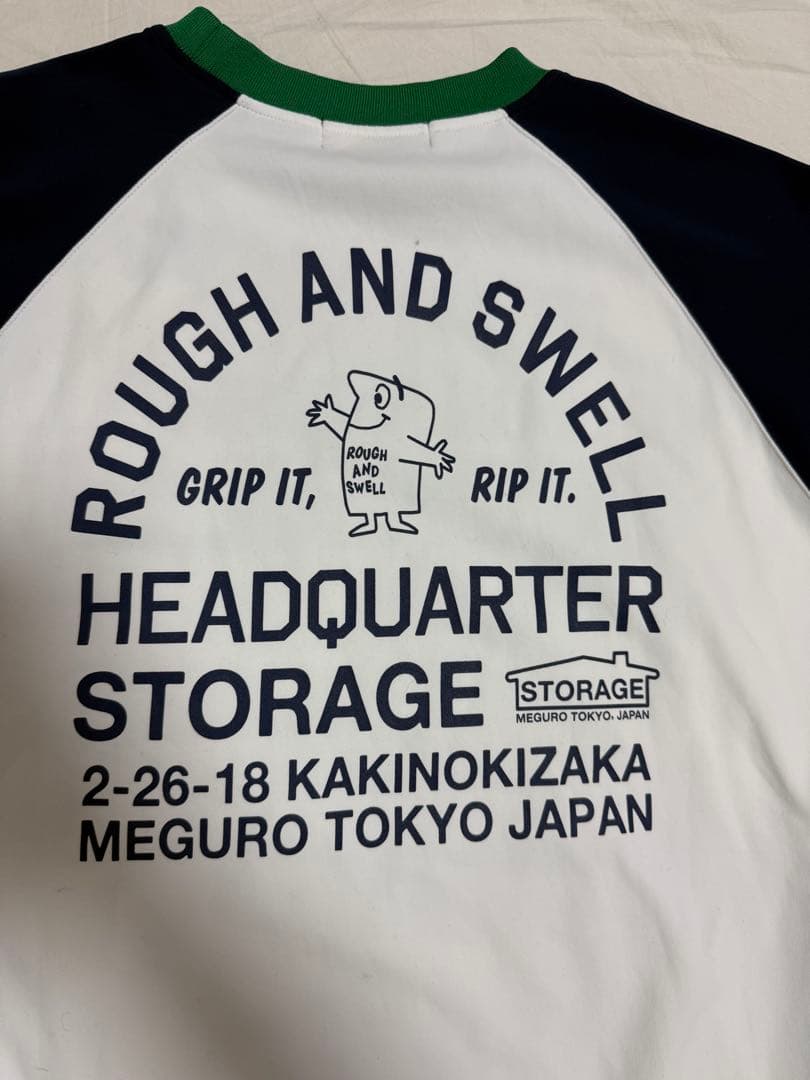 ROUGH AND SWELL
GRIP IT,
ROUGH
AND
SWELL
RIP IT.
HEADQUARTER
STORAGE
STORAGE
MEGURO TOKYO, JAPAN
2-26-18 KAKINOKIZAKA
MEGURO TOKYO JAPAN